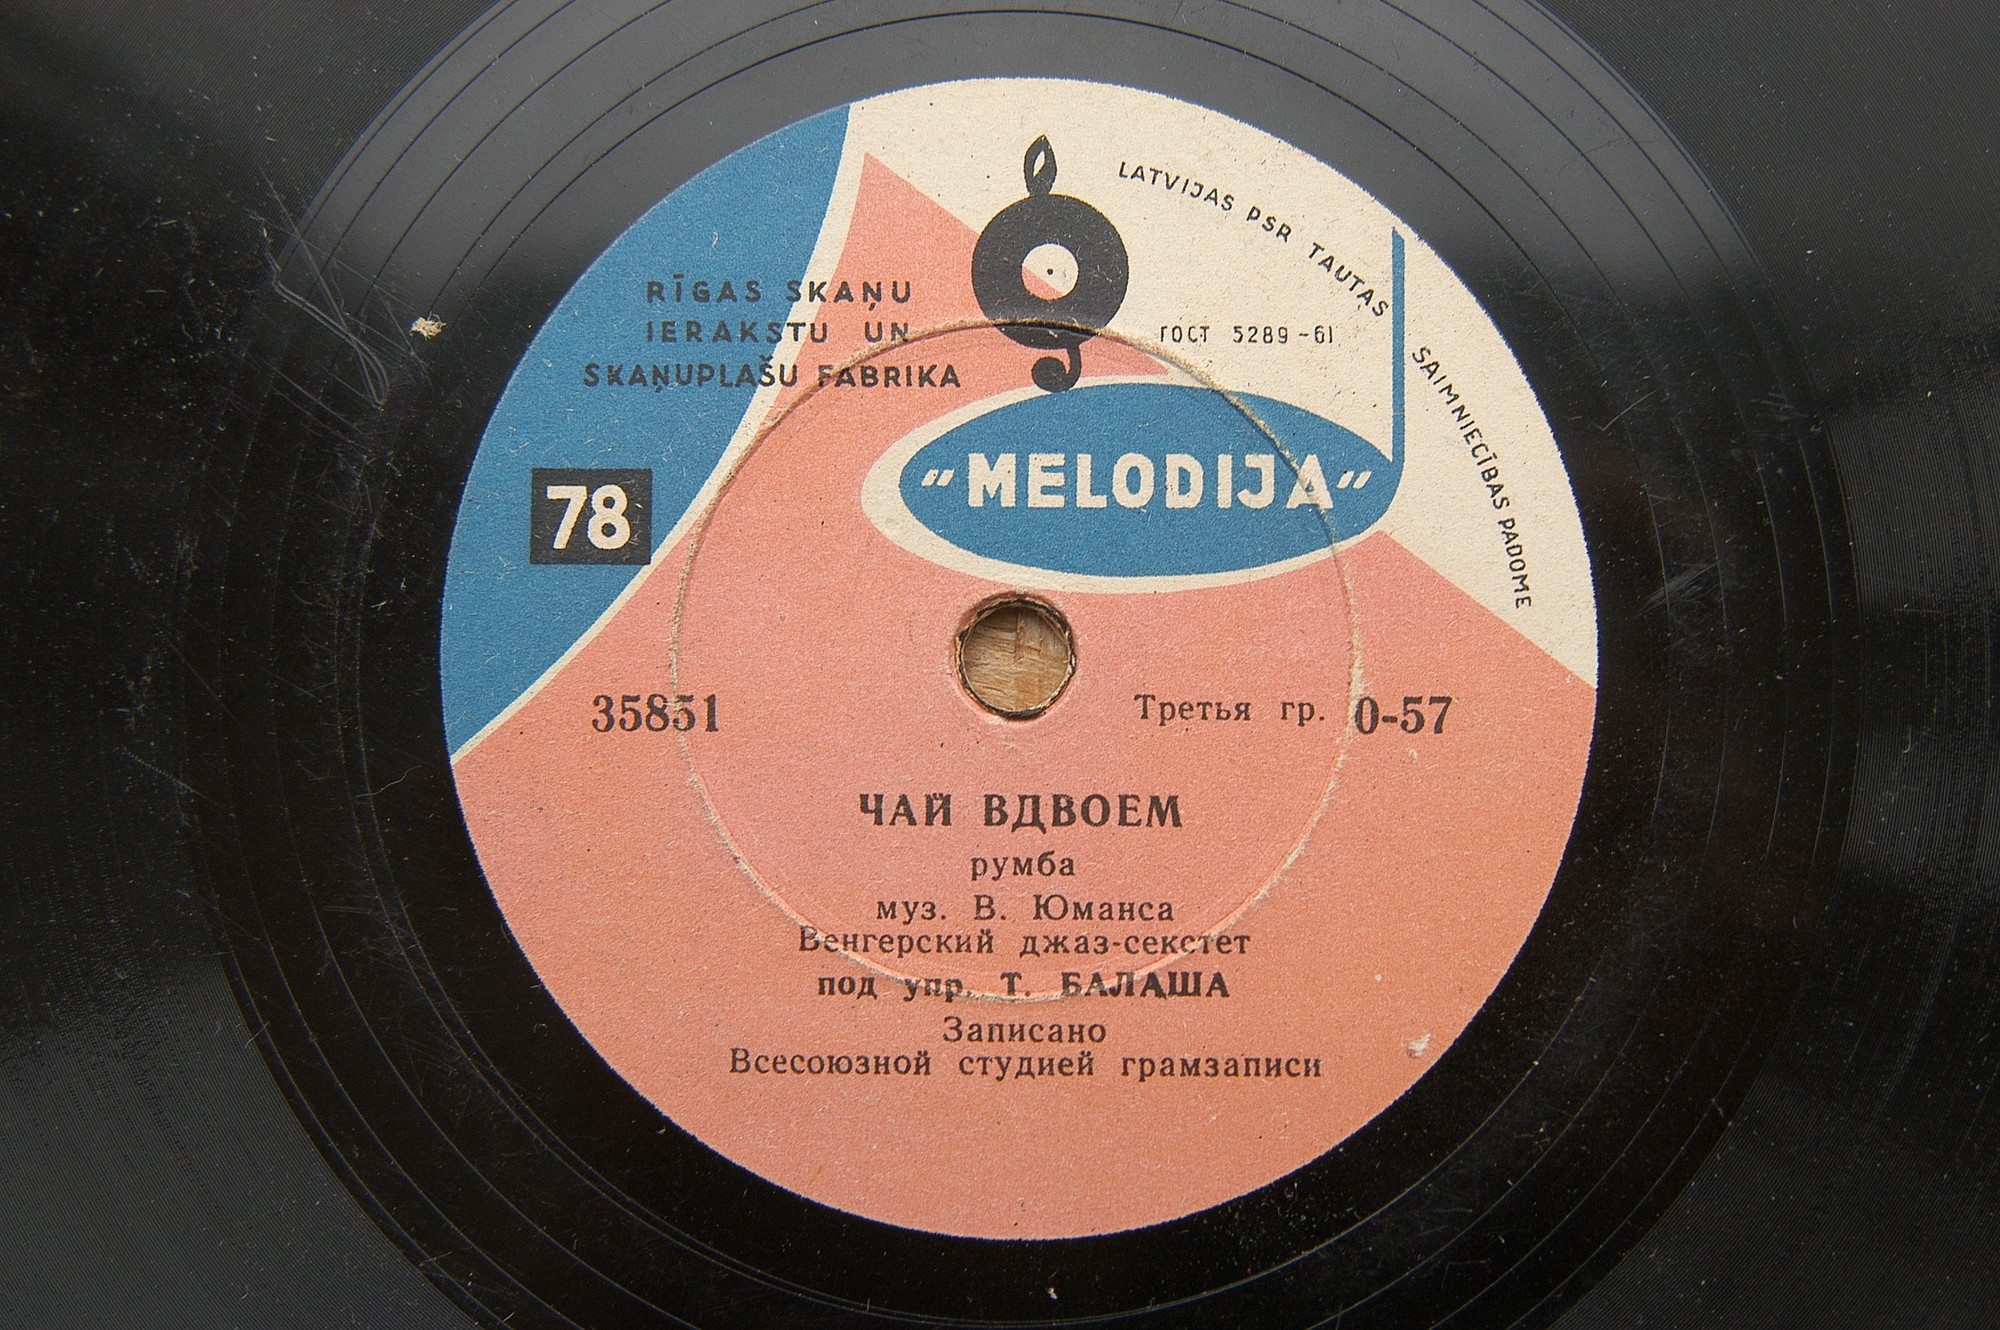 LATVIJAS PSR TAUTAS SAIMNIECĪBAS PADOME
RĪGAS SKAŅU
IERAKSTU UN
SKAŅUPLAŠU FABRIKA
ГОСТ 5289-61
"MELODIJA"
78
35851
Третья гр. 0-57
ЧАЙ ВДВОЕМ
румба
муз. В. Юманса
Венгерский джаз-секстет
под упр. Т. БАЛАША
Записано
Всесоюзной студией грамзаписи